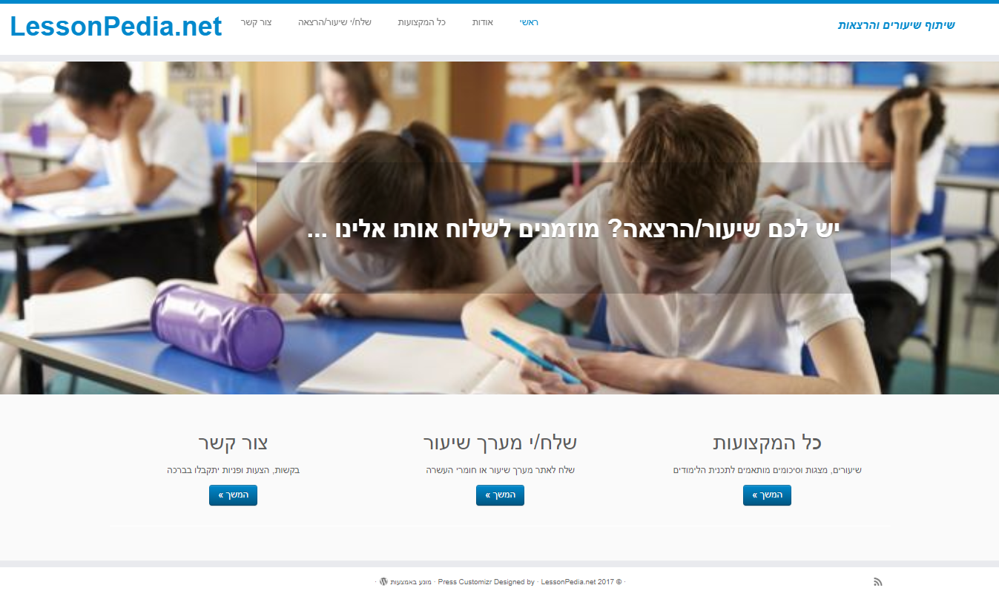 LessonPedia.net
ראשי
אודות
כל המקצועות
שלח/י שיעור/הרצאה
צור קשר
שיתוף שיעורים והרצאות
יש לכם שיעור/הרצאה? מוזמנים לשלוח אותו אלינו ...
כל המקצועות
שיעורים, מצגות וסיכומים מותאמים לתכנית הלימודים
המשך »
שלח/י מערך שיעור
שלח לאתר מערך שיעור או חומרי העשרה
המשך »
צור קשר
בקשות, הצעות ופניות יתקבלו בברכה
המשך »
· © 2017 LessonPedia.net · Designed by Press Customizr · מונע באמצעות ·